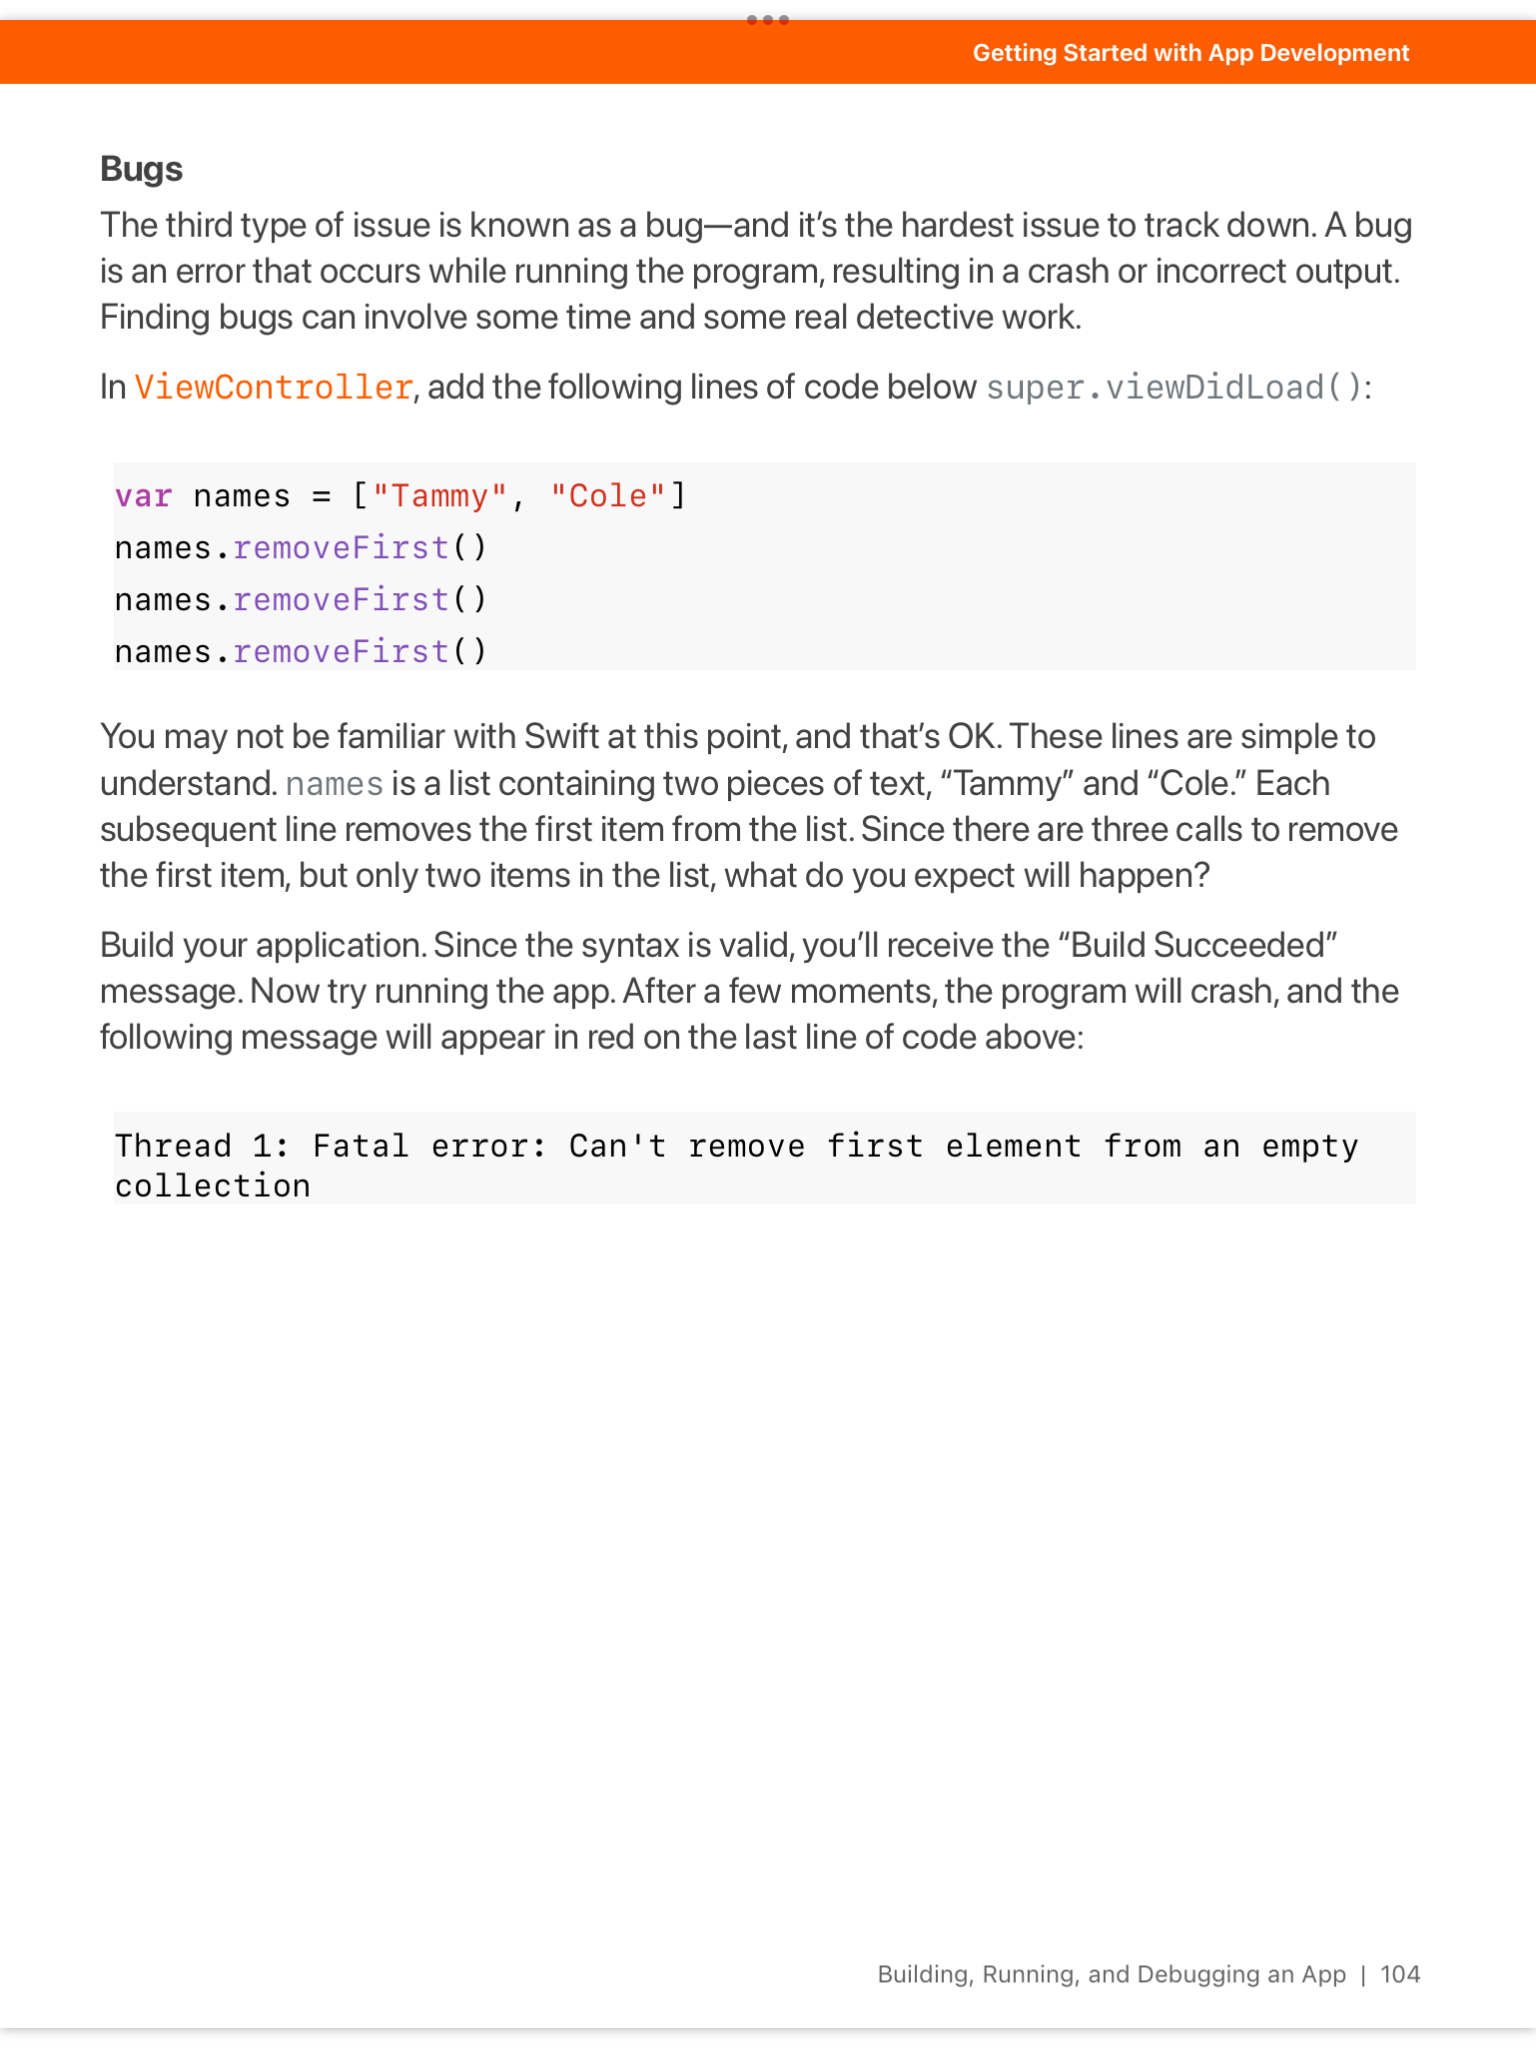 Getting Started with App Development
Bugs
The third type of issue is known as a bug—and it’s the hardest issue to track down. A bug
is an error that occurs while running the program, resulting in a crash or incorrect output.
Finding bugs can involve some time and some real detective work.
In ViewController, add the following lines of code below super.viewDidLoad():
var names = ["Tammy", "Cole"]
names.removeFirst()
names.removeFirst()
names.removeFirst()
You may not be familiar with Swift at this point, and that’s OK. These lines are simple to
understand. names is a list containing two pieces of text, “Tammy” and “Cole.” Each
subsequent line removes the first item from the list. Since there are three calls to remove
the first item, but only two items in the list, what do you expect will happen?
Build your application. Since the syntax is valid, you’ll receive the “Build Succeeded”
message. Now try running the app. After a few moments, the program will crash, and the
following message will appear in red on the last line of code above:
Thread 1: Fatal error: Can't remove first element from an empty
collection
Building, Running, and Debugging an App | 104